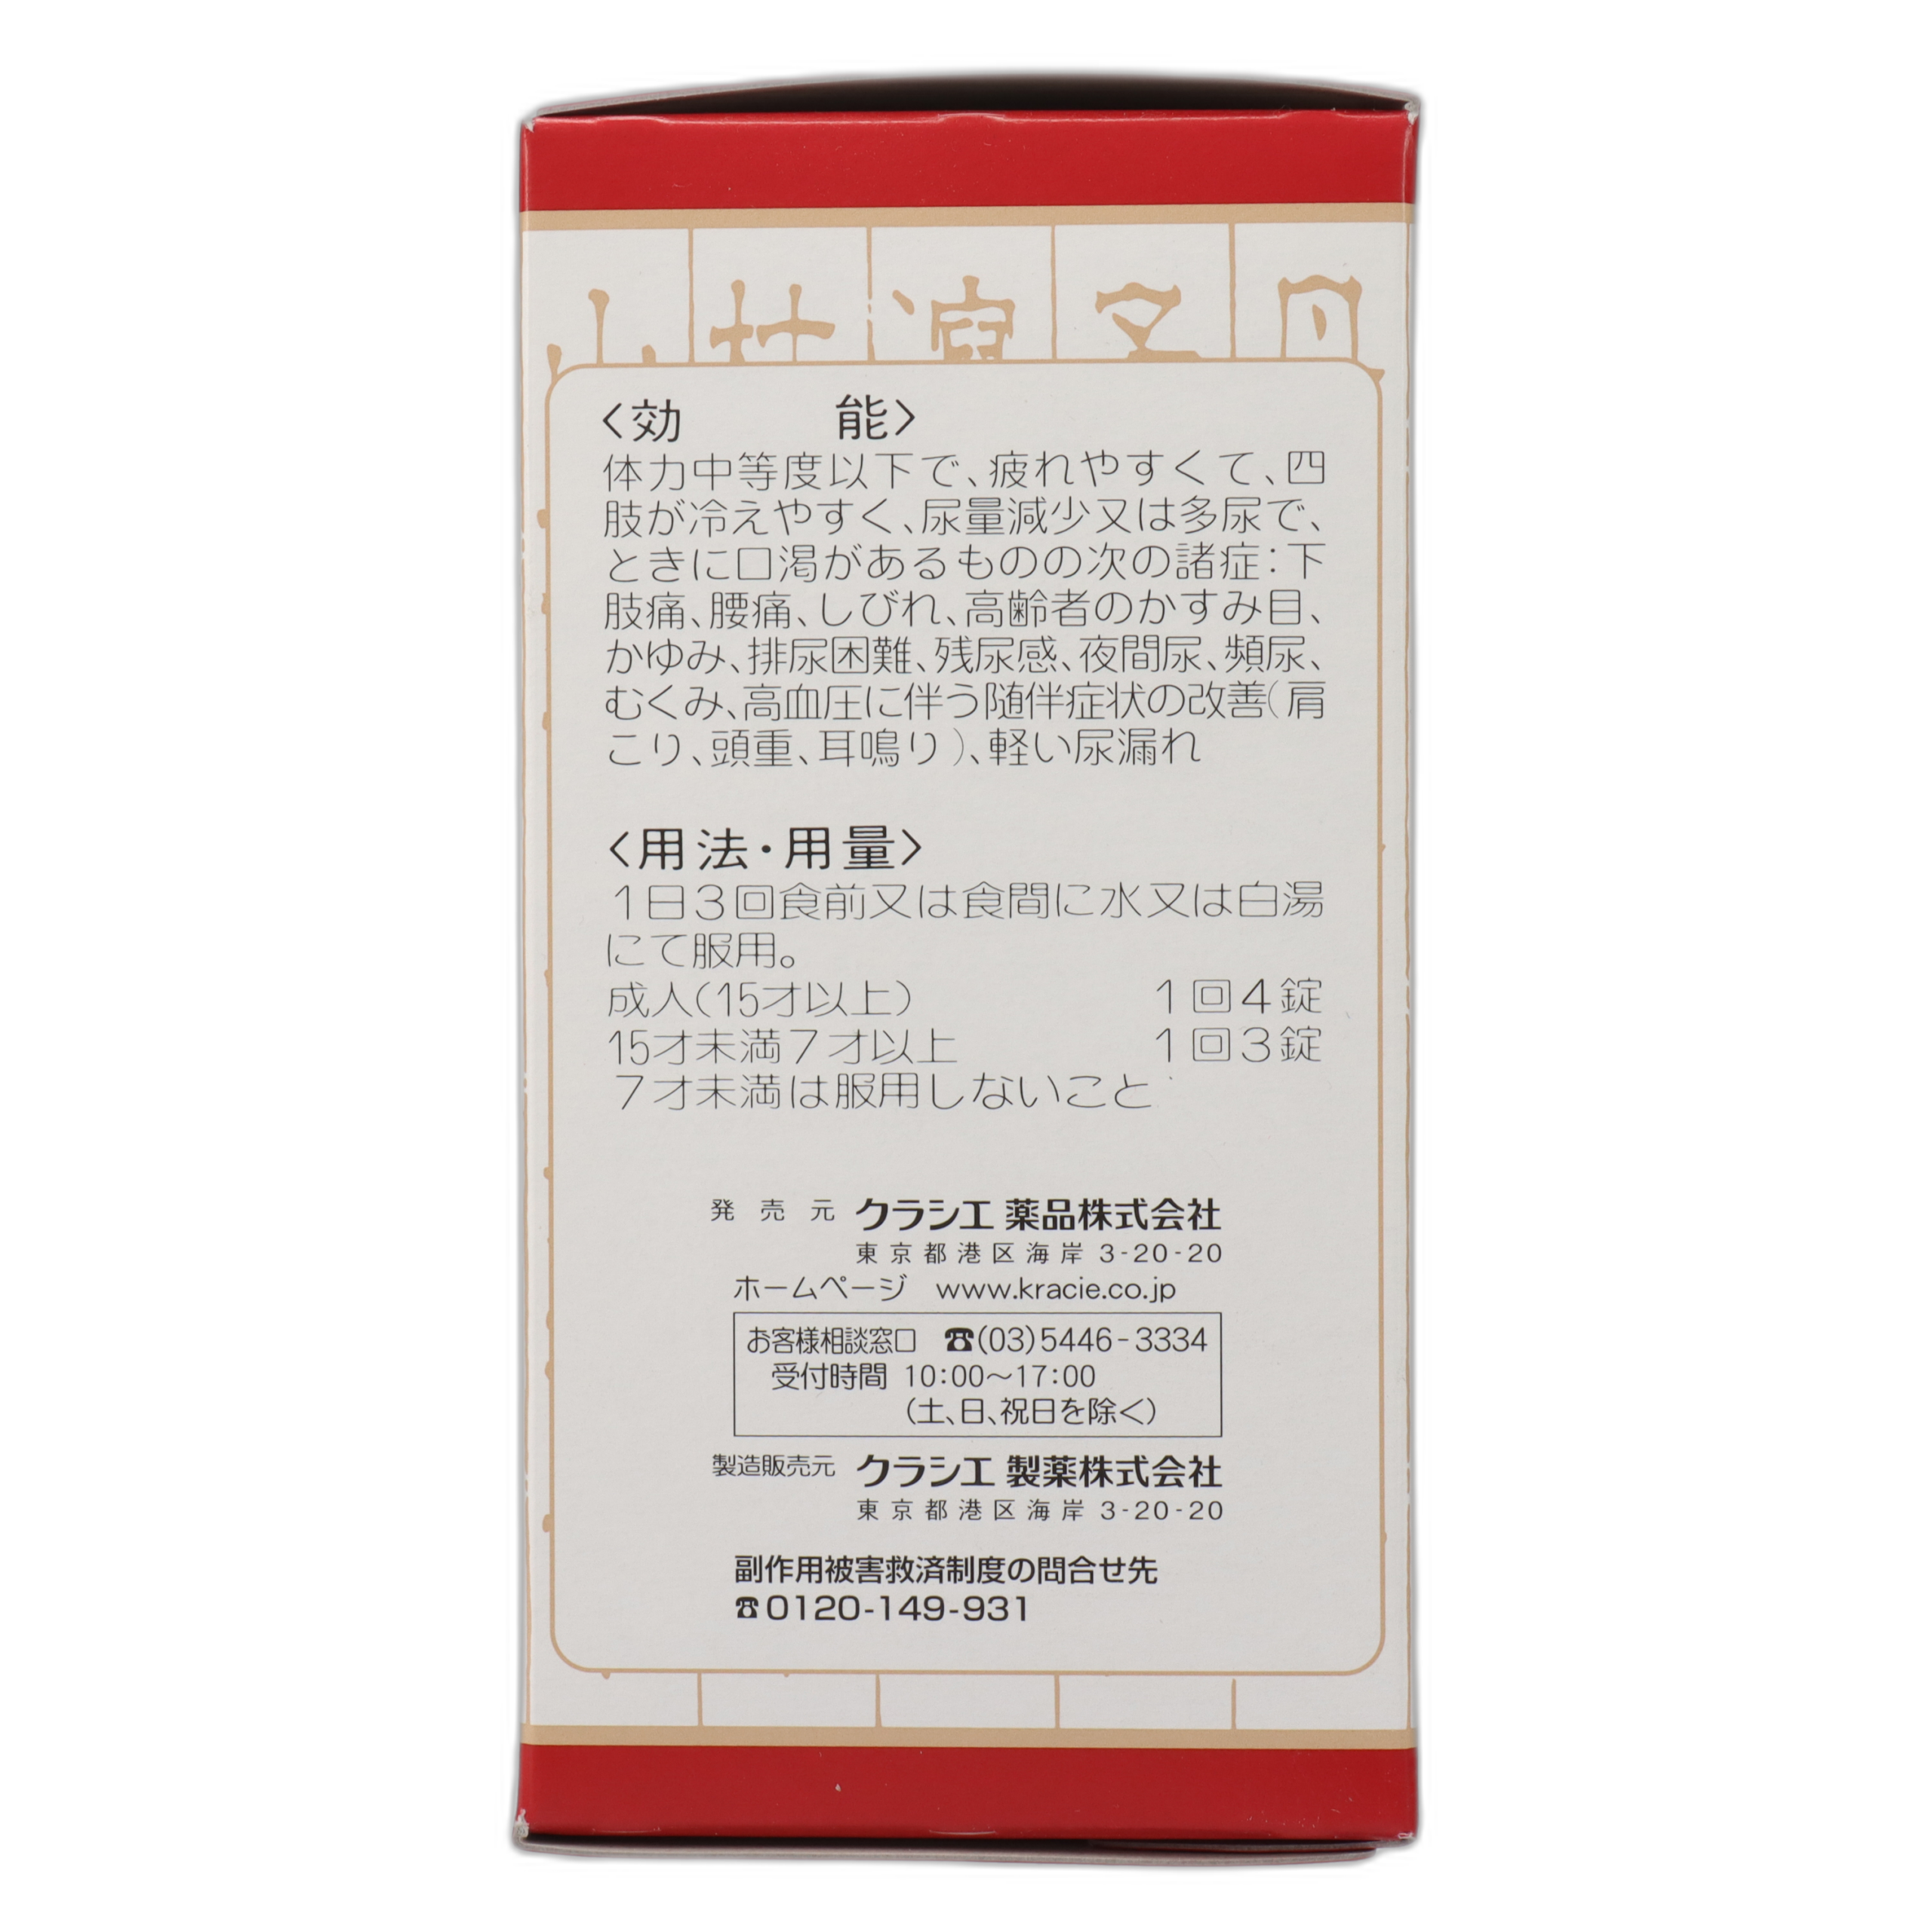 〈効　能〉
体力中等度以下で、疲れやすくて、四
肢が冷えやすく、尿量減少又は多尿で、
ときに口渇があるものの次の諸症：下
肢痛、腰痛、しびれ、高齢者のかすみ目、
かゆみ、排尿困難、残尿感、夜間尿、頻尿、
むくみ、高血圧に伴う随伴症状の改善（肩
こり、頭重、耳鳴り）、軽い尿漏れ
〈用法・用量〉
1日3回食前又は食間に水又は白湯
にて服用。
成人（15才以上） 1回4錠
15才未満7才以上 1回3錠
7才未満は服用しないこと
発売元 クラシエ 薬品株式会社
東京都港区海岸 3-20-20
ホームページ www.kracie.co.jp
お客様相談窓口 ☎(03)5446-3334
受付時間 10:00〜17:00
（土、日、祝日を除く）
製造販売元 クラシエ 製薬株式会社
東京都港区海岸 3-20-20
副作用被害救済制度の問合せ先
☎0120-149-931